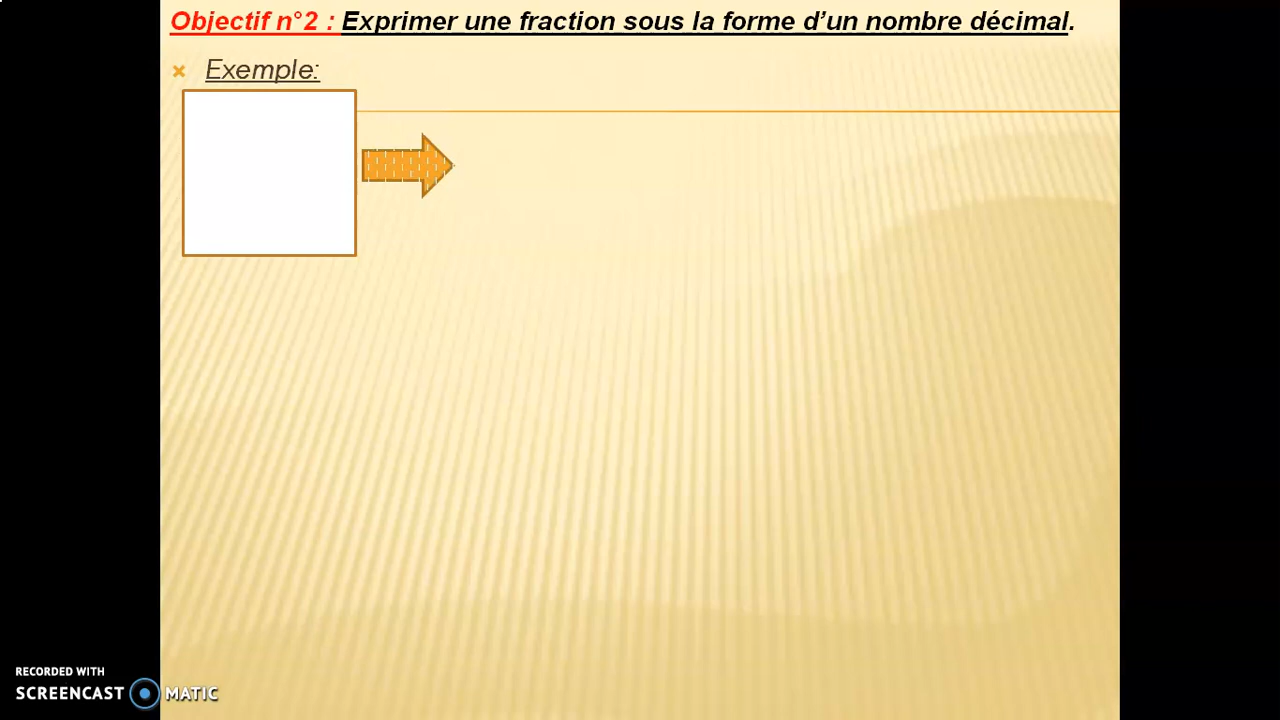 Objectif n°2 : Exprimer une fraction sous la forme d’un nombre décimal.
Exemple:
RECORDED WITH
SCREENCAST MATIC